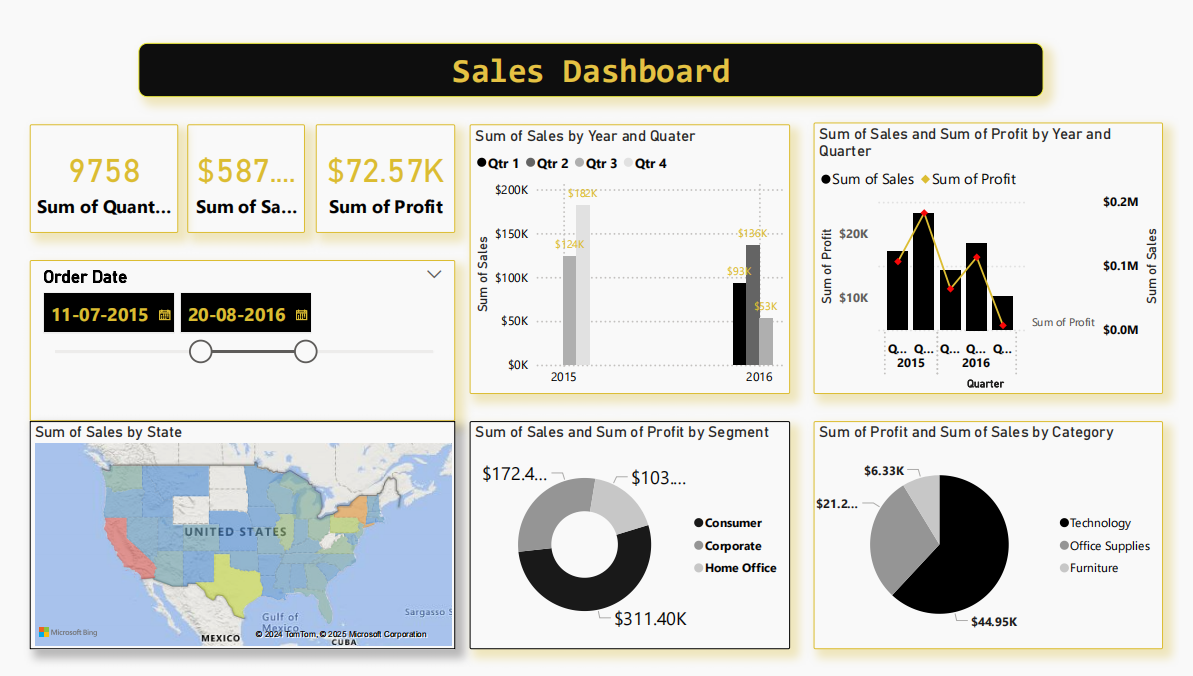 Sales Dashboard
9758
Sum of Quant...
$587....
Sum of Sa...
$72.57K
Sum of Profit
Order Date
11-07-2015
20-08-2016
Sum of Sales by Year and Quater
Qtr 1 Qtr 2 Qtr 3 Qtr 4
Sum of Sales
$200K
$150K
$100K
$50K
$0K
$124K
$182K
$93K
$136K
$53K
2015
2016
Sum of Sales and Sum of Profit by Year and
Quarter
Sum of Sales Sum of Profit
Sum of Profit
$20K
$10K
$0.2M
$0.1M
$0.0M
Sum of Sales
Sum of Profit
Q... Q... Q... Q... Q...
2015 2016
Quarter
Sum of Sales by State
UNITED STATES
Gulf of
Mexico
Sargasso S
MEXICO
CUBA
Microsoft Bing
© 2024 TomTom, © 2025 Microsoft Corporation
Sum of Sales and Sum of Profit by Segment
$172.4...
$103....
$311.40K
Consumer
Corporate
Home Office
Sum of Profit and Sum of Sales by Category
$6.33K
$21.2...
$44.95K
Technology
Office Supplies
Furniture